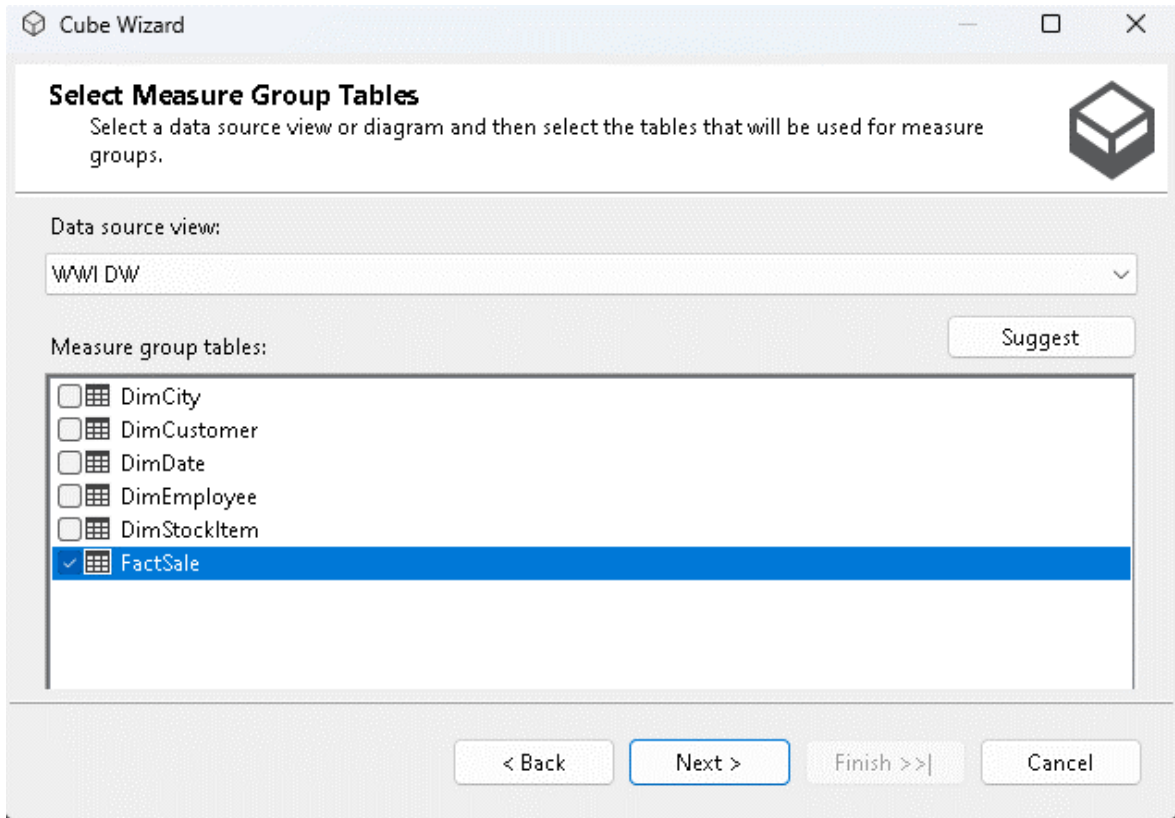 Cube Wizard
Select Measure Group Tables
Select a data source view or diagram and then select the tables that will be used for measure
groups.
Data source view:
WWI DW
Suggest
Measure group tables:
DimCity
DimCustomer
DimDate
DimEmployee
DimStockItem
FactSale
< Back
Next >
Finish >>|
Cancel